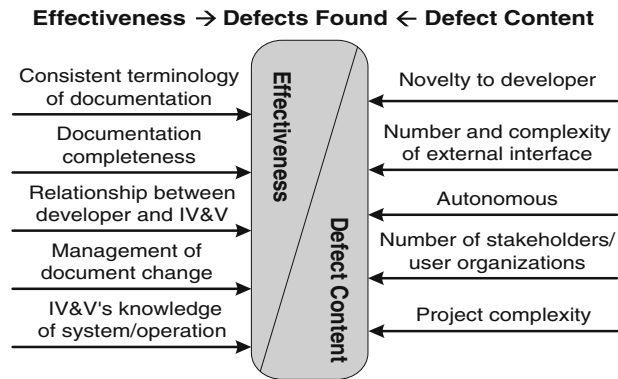 Effectiveness → Defects Found ← Defect Content
Consistent terminology
of documentation
Documentation
completeness
Relationship between
developer and IV&V
Management of
document change
IV&V's knowledge
of system/operation
Effectiveness
Defect Content
Novelty to developer
Number and complexity
of external interface
Autonomous
Number of stakeholders/
user organizations
Project complexity